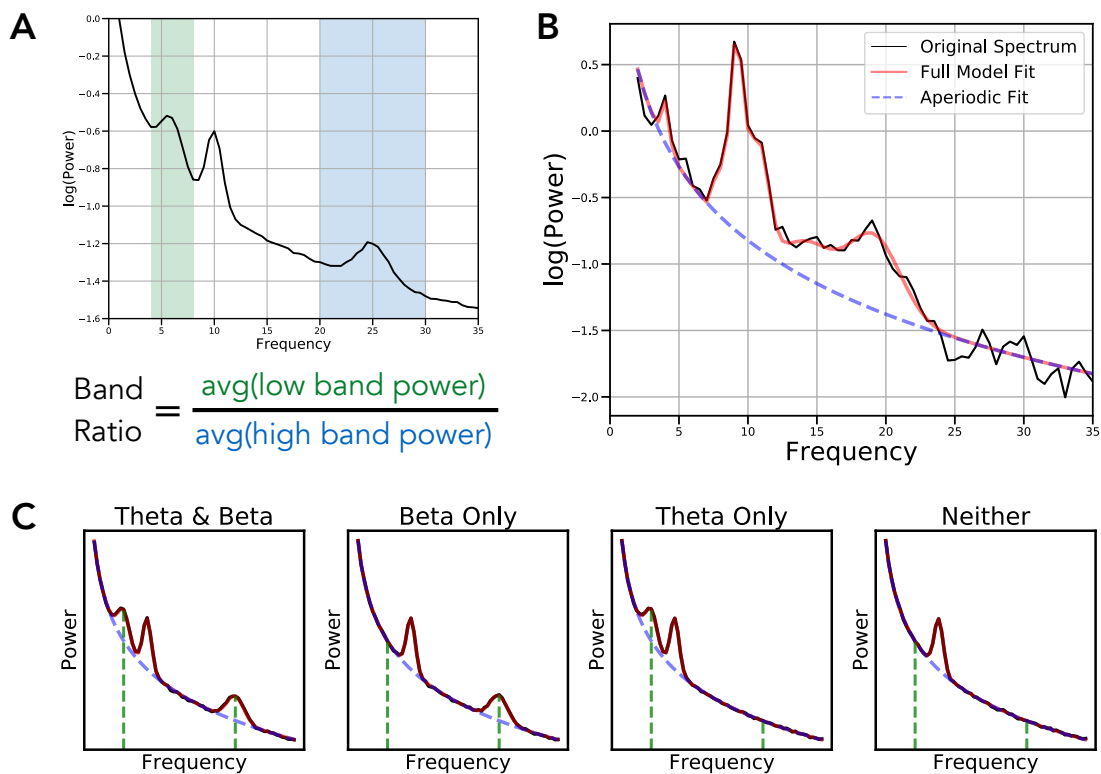 A
0.0
−0.2
−0.4
−0.6
−0.8
−1.0
−1.2
−1.4
−1.6
log(Power)
0 5 10 15 20 25 30 35
Frequency
Band Ratio = avg(low band power)
avg(high band power)
B
Original Spectrum
Full Model Fit
Aperiodic Fit
0.5
0.0
−0.5
−1.0
−1.5
−2.0
log(Power)
0 5 10 15 20 25 30 35
Frequency
C
Theta & Beta
Power
Frequency
Beta Only
Power
Frequency
Theta Only
Power
Frequency
Neither
Power
Frequency